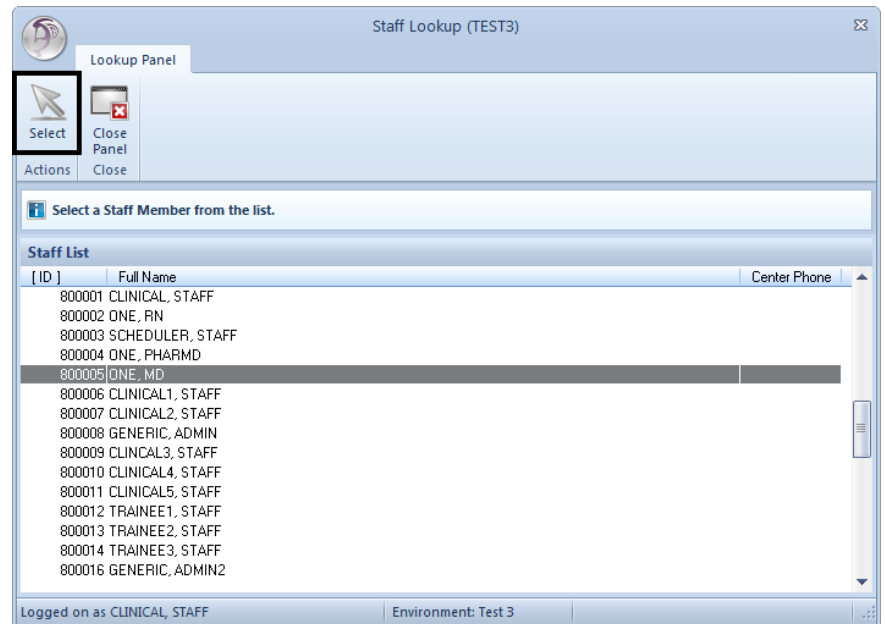 Staff Lookup (TEST3)
Lookup Panel
Select
Close
Panel
Actions
Close
Select a Staff Member from the list.
Staff List
[ ID ] Full Name Center Phone
800001 CLINICAL, STAFF
800002 ONE, RN
800003 SCHEDULER, STAFF
800004 ONE, PHARMD
800005 ONE, MD
800006 CLINICAL1, STAFF
800007 CLINICAL2, STAFF
800008 GENERIC, ADMIN
800009 CLINCAL3, STAFF
800010 CLINICAL4, STAFF
800011 CLINICAL5, STAFF
800012 TRAINEE1, STAFF
800013 TRAINEE2, STAFF
800014 TRAINEE3, STAFF
800016 GENERIC, ADMIN2
Logged on as CLINICAL, STAFF Environment: Test 3